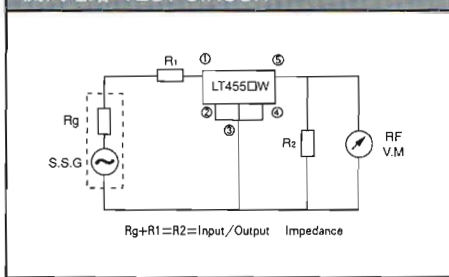 R1
①
⑤
LT455□W
Rg
②
④
③
R2
RF
V.M
S.S.G
Rg+R1=R2=Input/Output Impedance